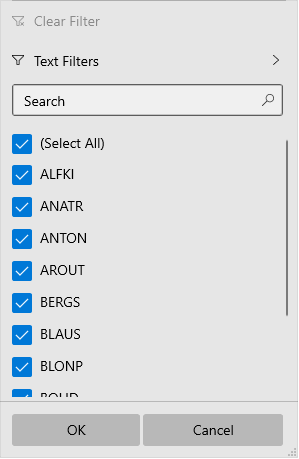 Clear Filter
Text Filters
Search
(Select All)
ALFKI
ANATR
ANTON
AROUT
BERGS
BLAUS
BLONP
OK
Cancel